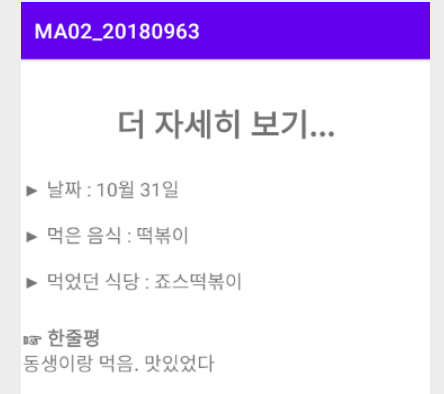 MA02_20180963
더 자세히 보기...
► 날짜 : 10월 31일
► 먹은 음식 : 떡볶이
► 먹었던 식당 : 죠스떡볶이
☞ 한줄평
동생이랑 먹음. 맛있었다